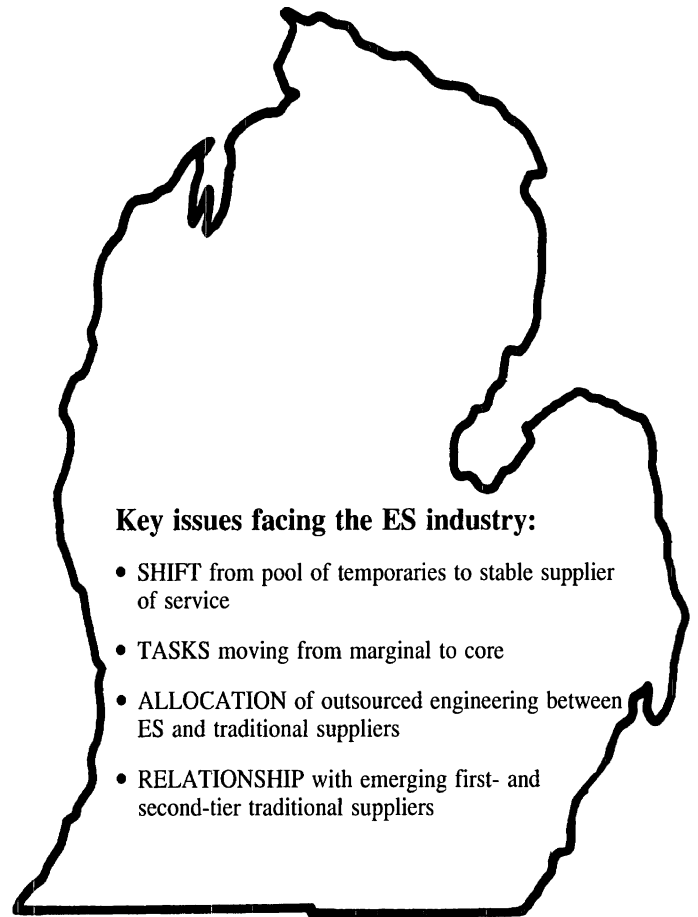 Key issues facing the ES industry:
• SHIFT from pool of temporaries to stable supplier
of service
• TASKS moving from marginal to core
• ALLOCATION of outsourced engineering between
ES and traditional suppliers
• RELATIONSHIP with emerging first- and
second-tier traditional suppliers